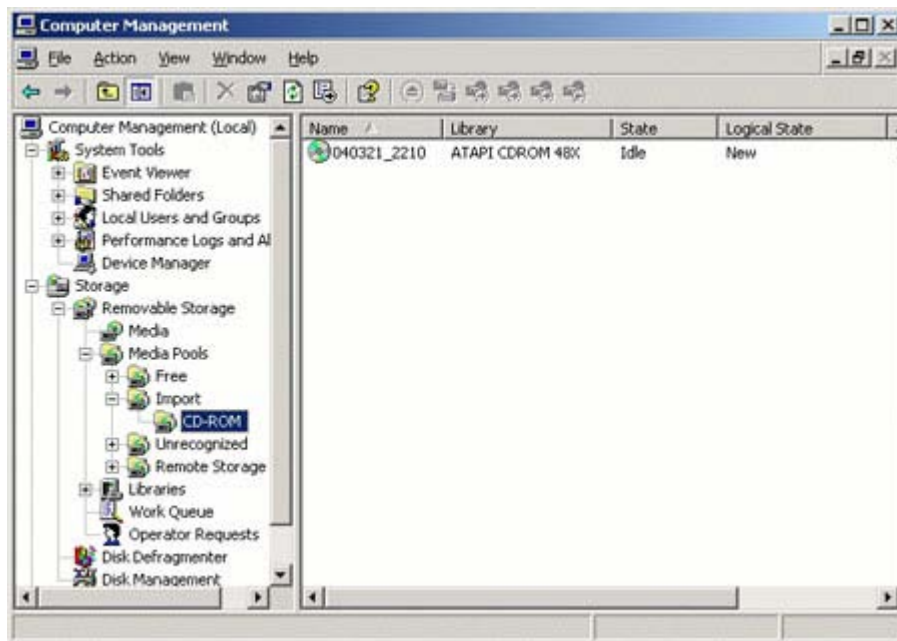 Computer Management
File Action View Window Help
Computer Management (Local)
System Tools
Event Viewer
Shared Folders
Local Users and Groups
Performance Logs and Al
Device Manager
Storage
Removable Storage
Media
Media Pools
Free
Import
CD-ROM
Unrecognized
Remote Storage
Libraries
Work Queue
Operator Requests
Disk Defragmenter
Disk Management
Name Library State Logical State
040321_2210 ATAPI CDROM 48X Idle New